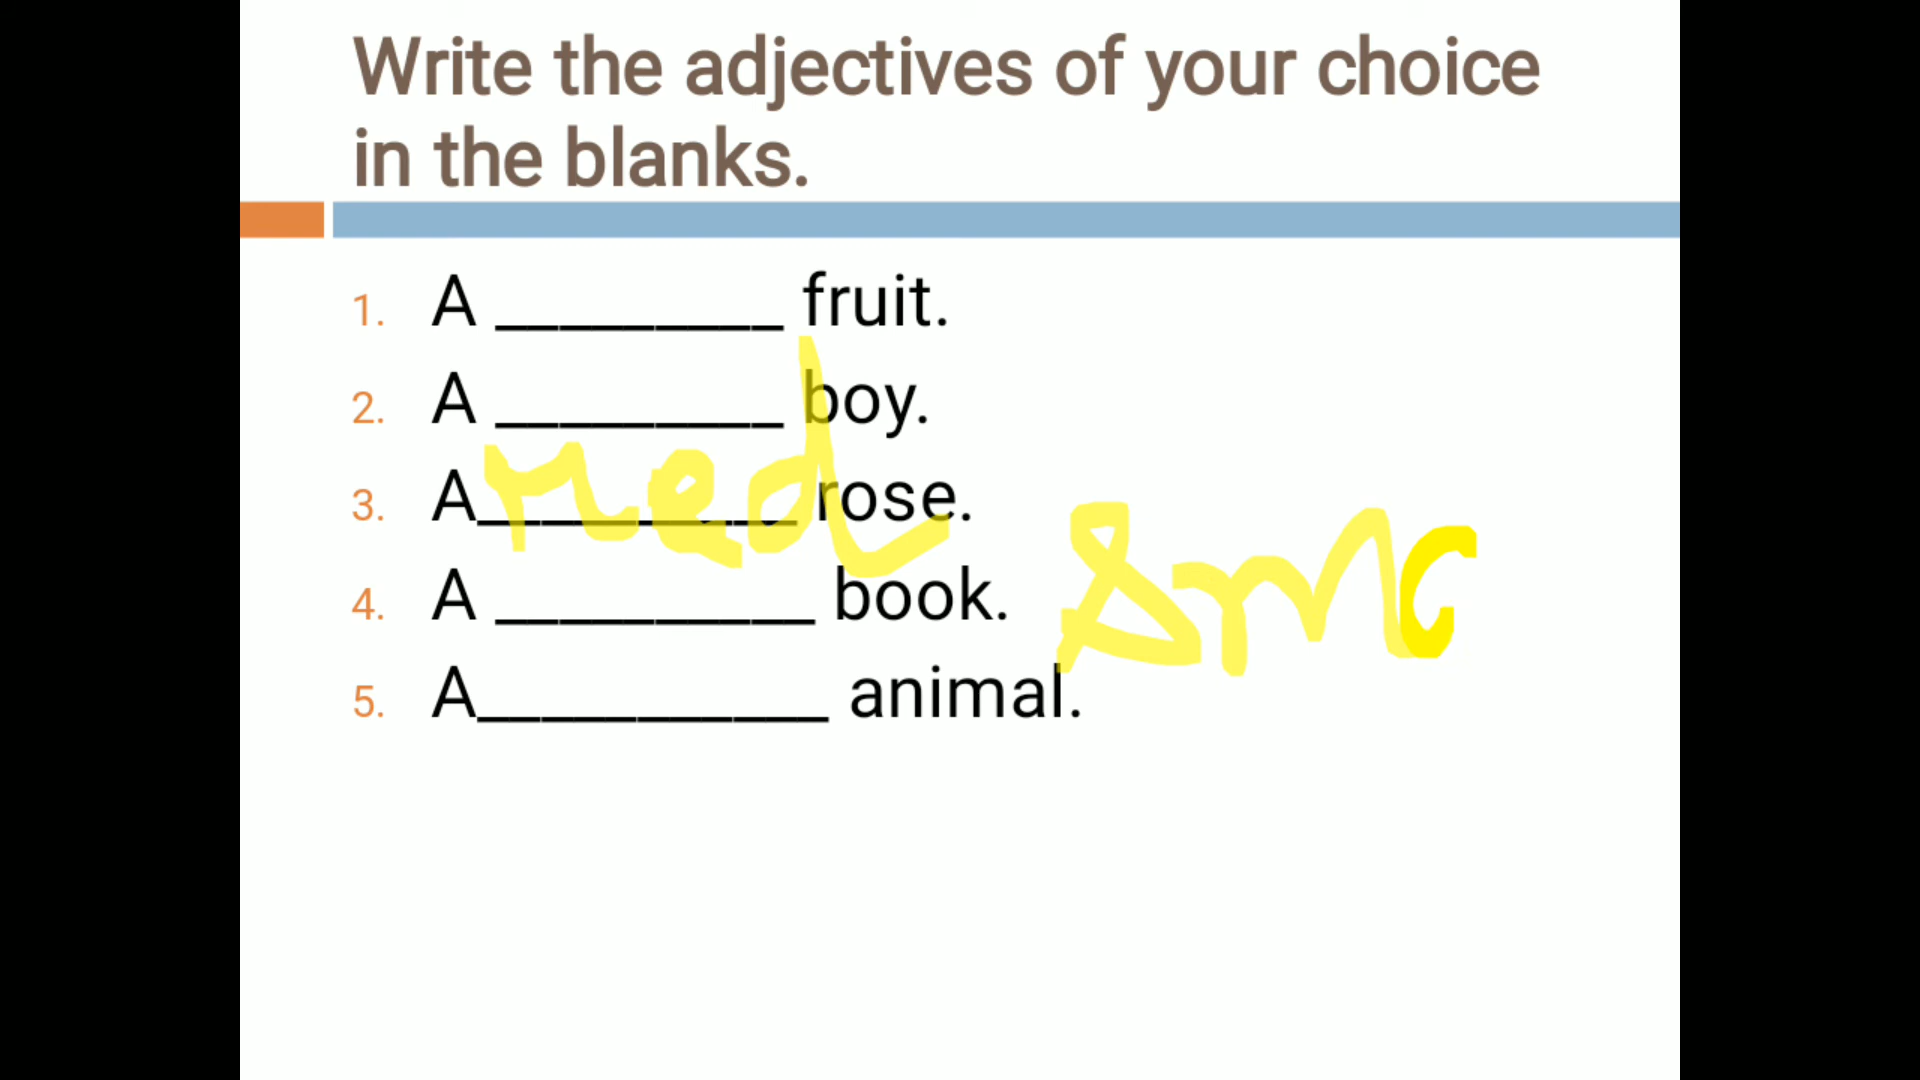 Write the adjectives of your choice
in the blanks.
1. A _________ fruit.
2. A _________ boy.
3. A__________ rose.
red
4. A __________ book.
5. A___________ animal.